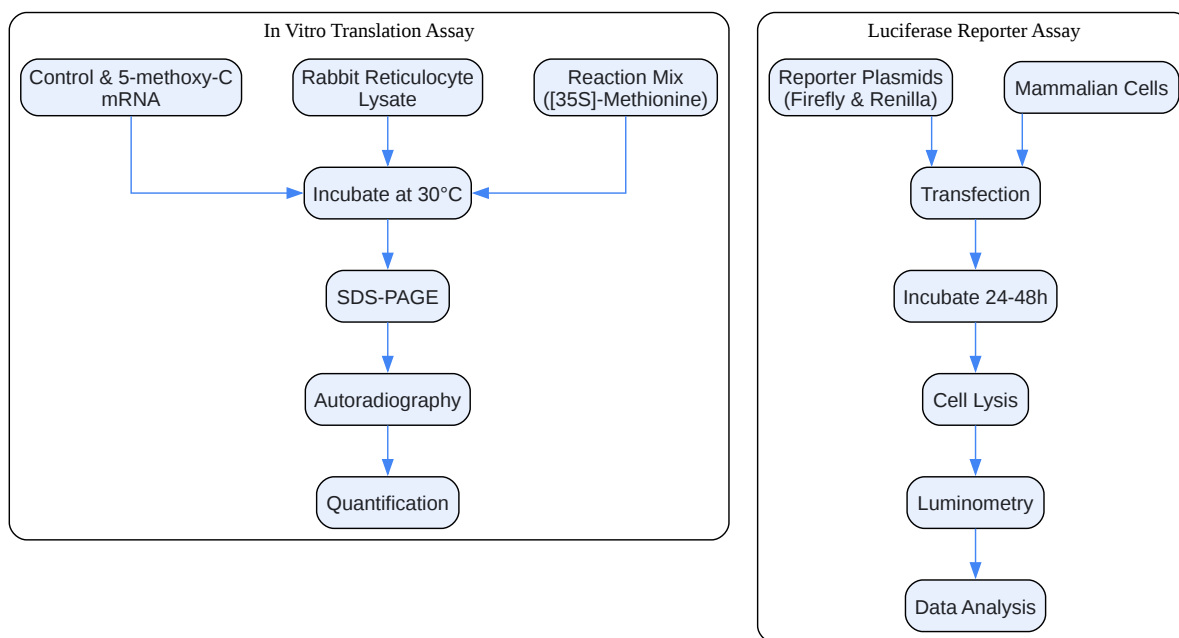 In Vitro Translation Assay
Control & 5-methoxy-C
mRNA
Rabbit Reticulocyte
Lysate
Reaction Mix
([35S]-Methionine)
Incubate at 30°C
SDS-PAGE
Autoradiography
Quantification
Luciferase Reporter Assay
Reporter Plasmids
(Firefly & Renilla)
Mammalian Cells
Transfection
Incubate 24-48h
Cell Lysis
Luminometry
Data Analysis